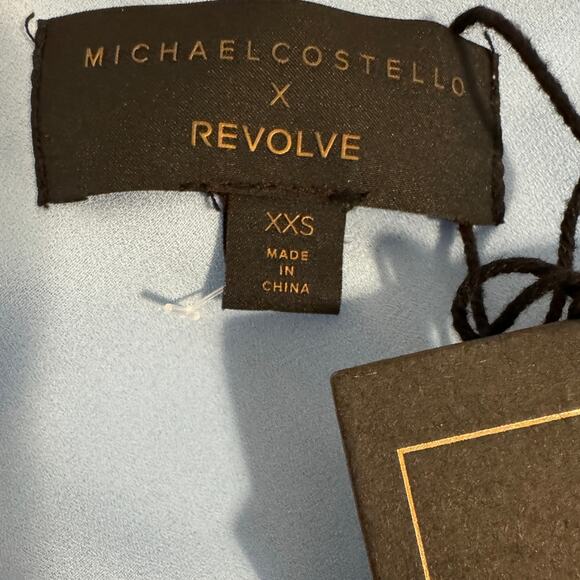 MICHAELCOSTELLO
X
REVOLVE
XXS
MADE
IN
CHINA